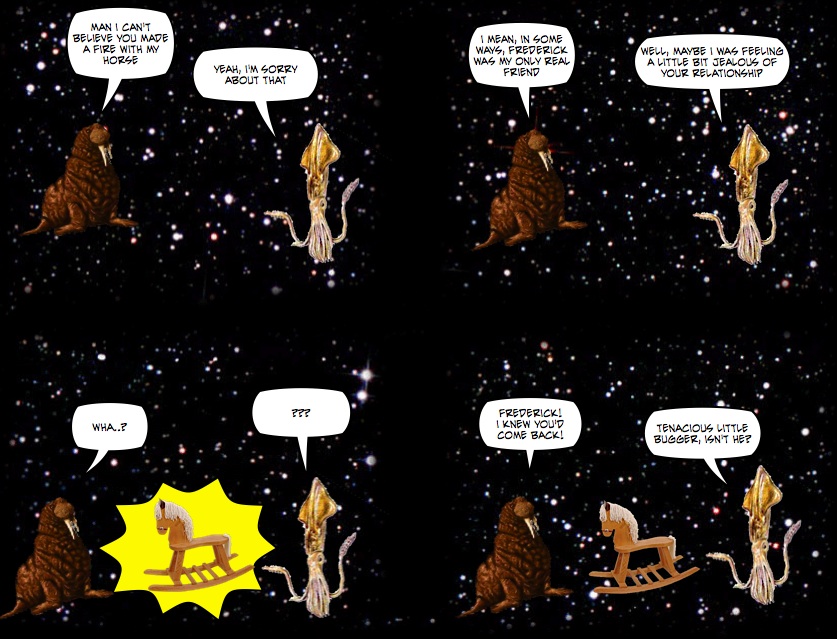 MAN I CAN'T
BELIEVE YOU MADE
A FIRE WITH MY
HORSE
YEAH, I'M SORRY
ABOUT THAT
I MEAN, IN SOME
WAYS, FREDERICK
WAS MY ONLY REAL
FRIEND
WELL, MAYBE I WAS FEELING
A LITTLE BIT JEALOUS OF
YOUR RELATIONSHIP
WHA..?
???
FREDERICK!
I KNEW YOU'D
COME BACK!
TENACIOUS LITTLE
BUGGER, ISN'T HE?